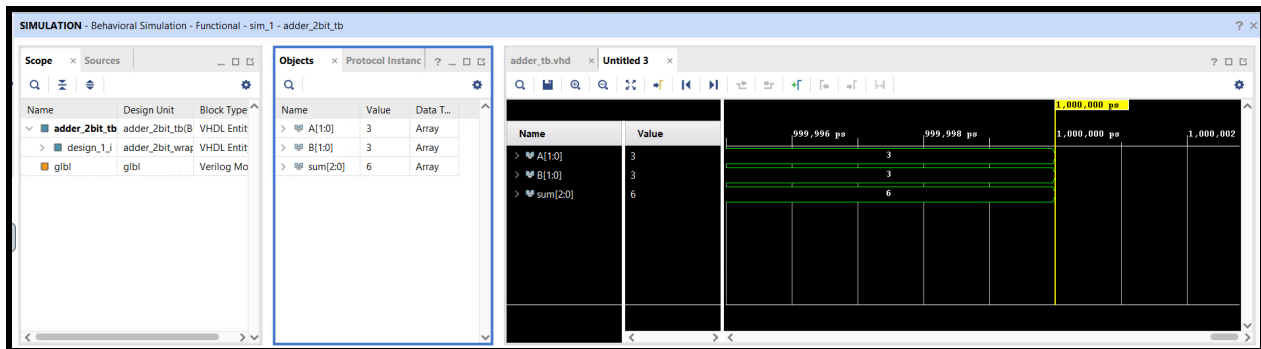 SIMULATION - Behavioral Simulation - Functional - sim_1 - adder_2bit_tb
Scope Sources
Name Design Unit Block Type
adder_2bit_tb adder_2bit_tb(B VHDL Entit
design_1_i adder_2bit_wrap VHDL Entit
glbl glbl Verilog Mo
Objects Protocol Instanc
Name Value Data T...
A[1:0] 3 Array
B[1:0] 3 Array
sum[2:0] 6 Array
adder_tb.vhd Untitled 3
1,000,000 ps
Name Value 999,996 ps 999,998 ps 1,000,000 ps 1,000,002
A[1:0] 3 3
B[1:0] 3 3
sum[2:0] 6 6